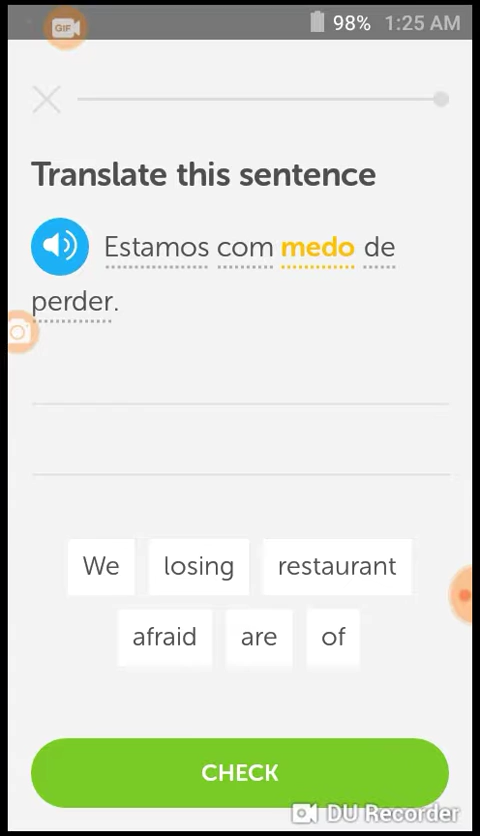 GIF 98% 1:25 AM
Translate this sentence
Estamos com medo de
perder.
We losing restaurant
afraid are of
CHECK
DU Recorder